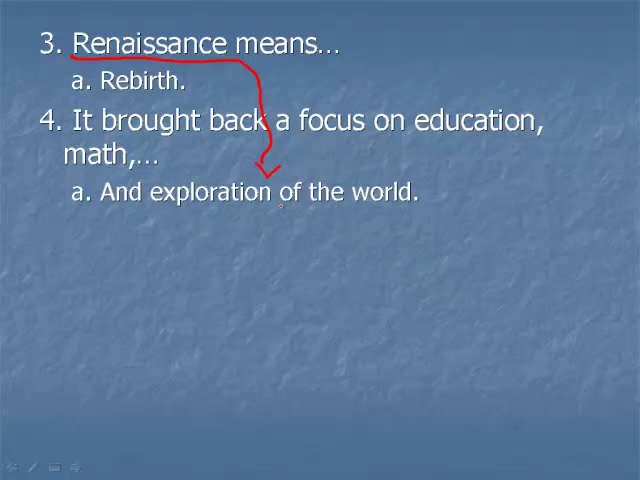 3. Renaissance means…
a. Rebirth.
4. It brought back a focus on education,
math,…
a. And exploration of the world.